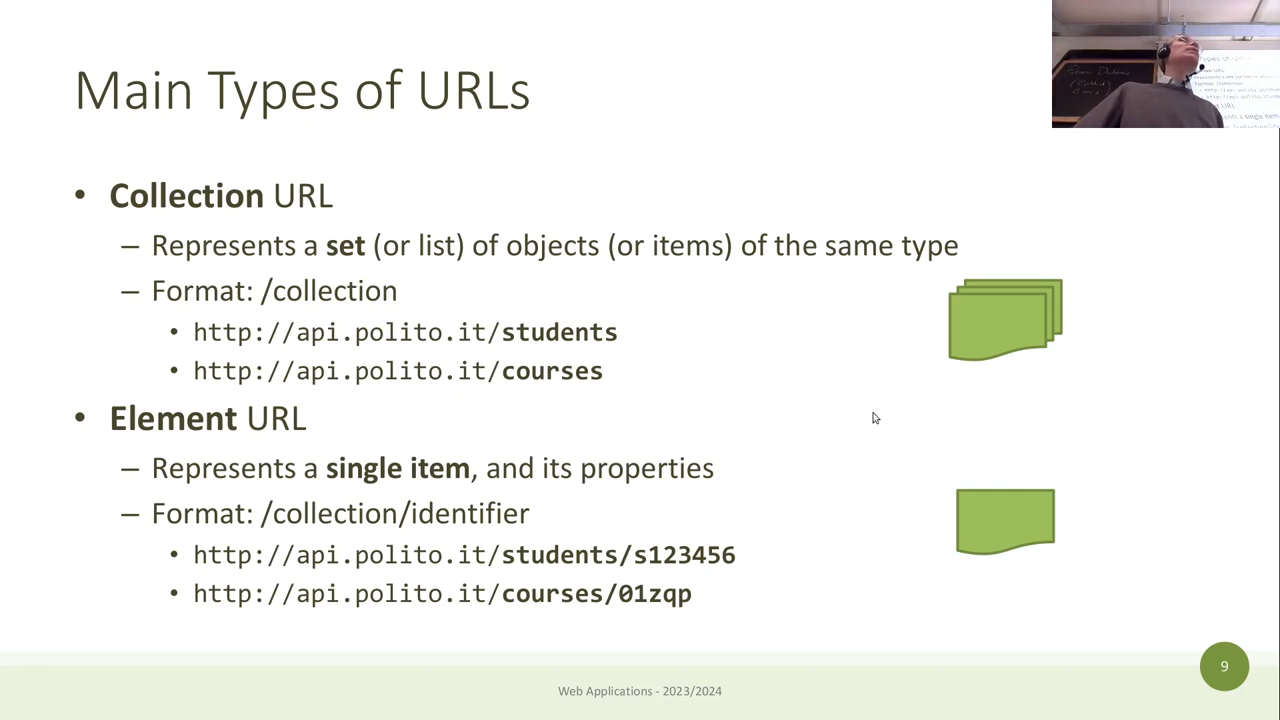 Main Types of URLs
• Collection URL
– Represents a set (or list) of objects (or items) of the same type
– Format: /collection
• http://api.polito.it/students
• http://api.polito.it/courses
• Element URL
– Represents a single item, and its properties
– Format: /collection/identifier
• http://api.polito.it/students/s123456
• http://api.polito.it/courses/01zqp
9
Web Applications - 2023/2024